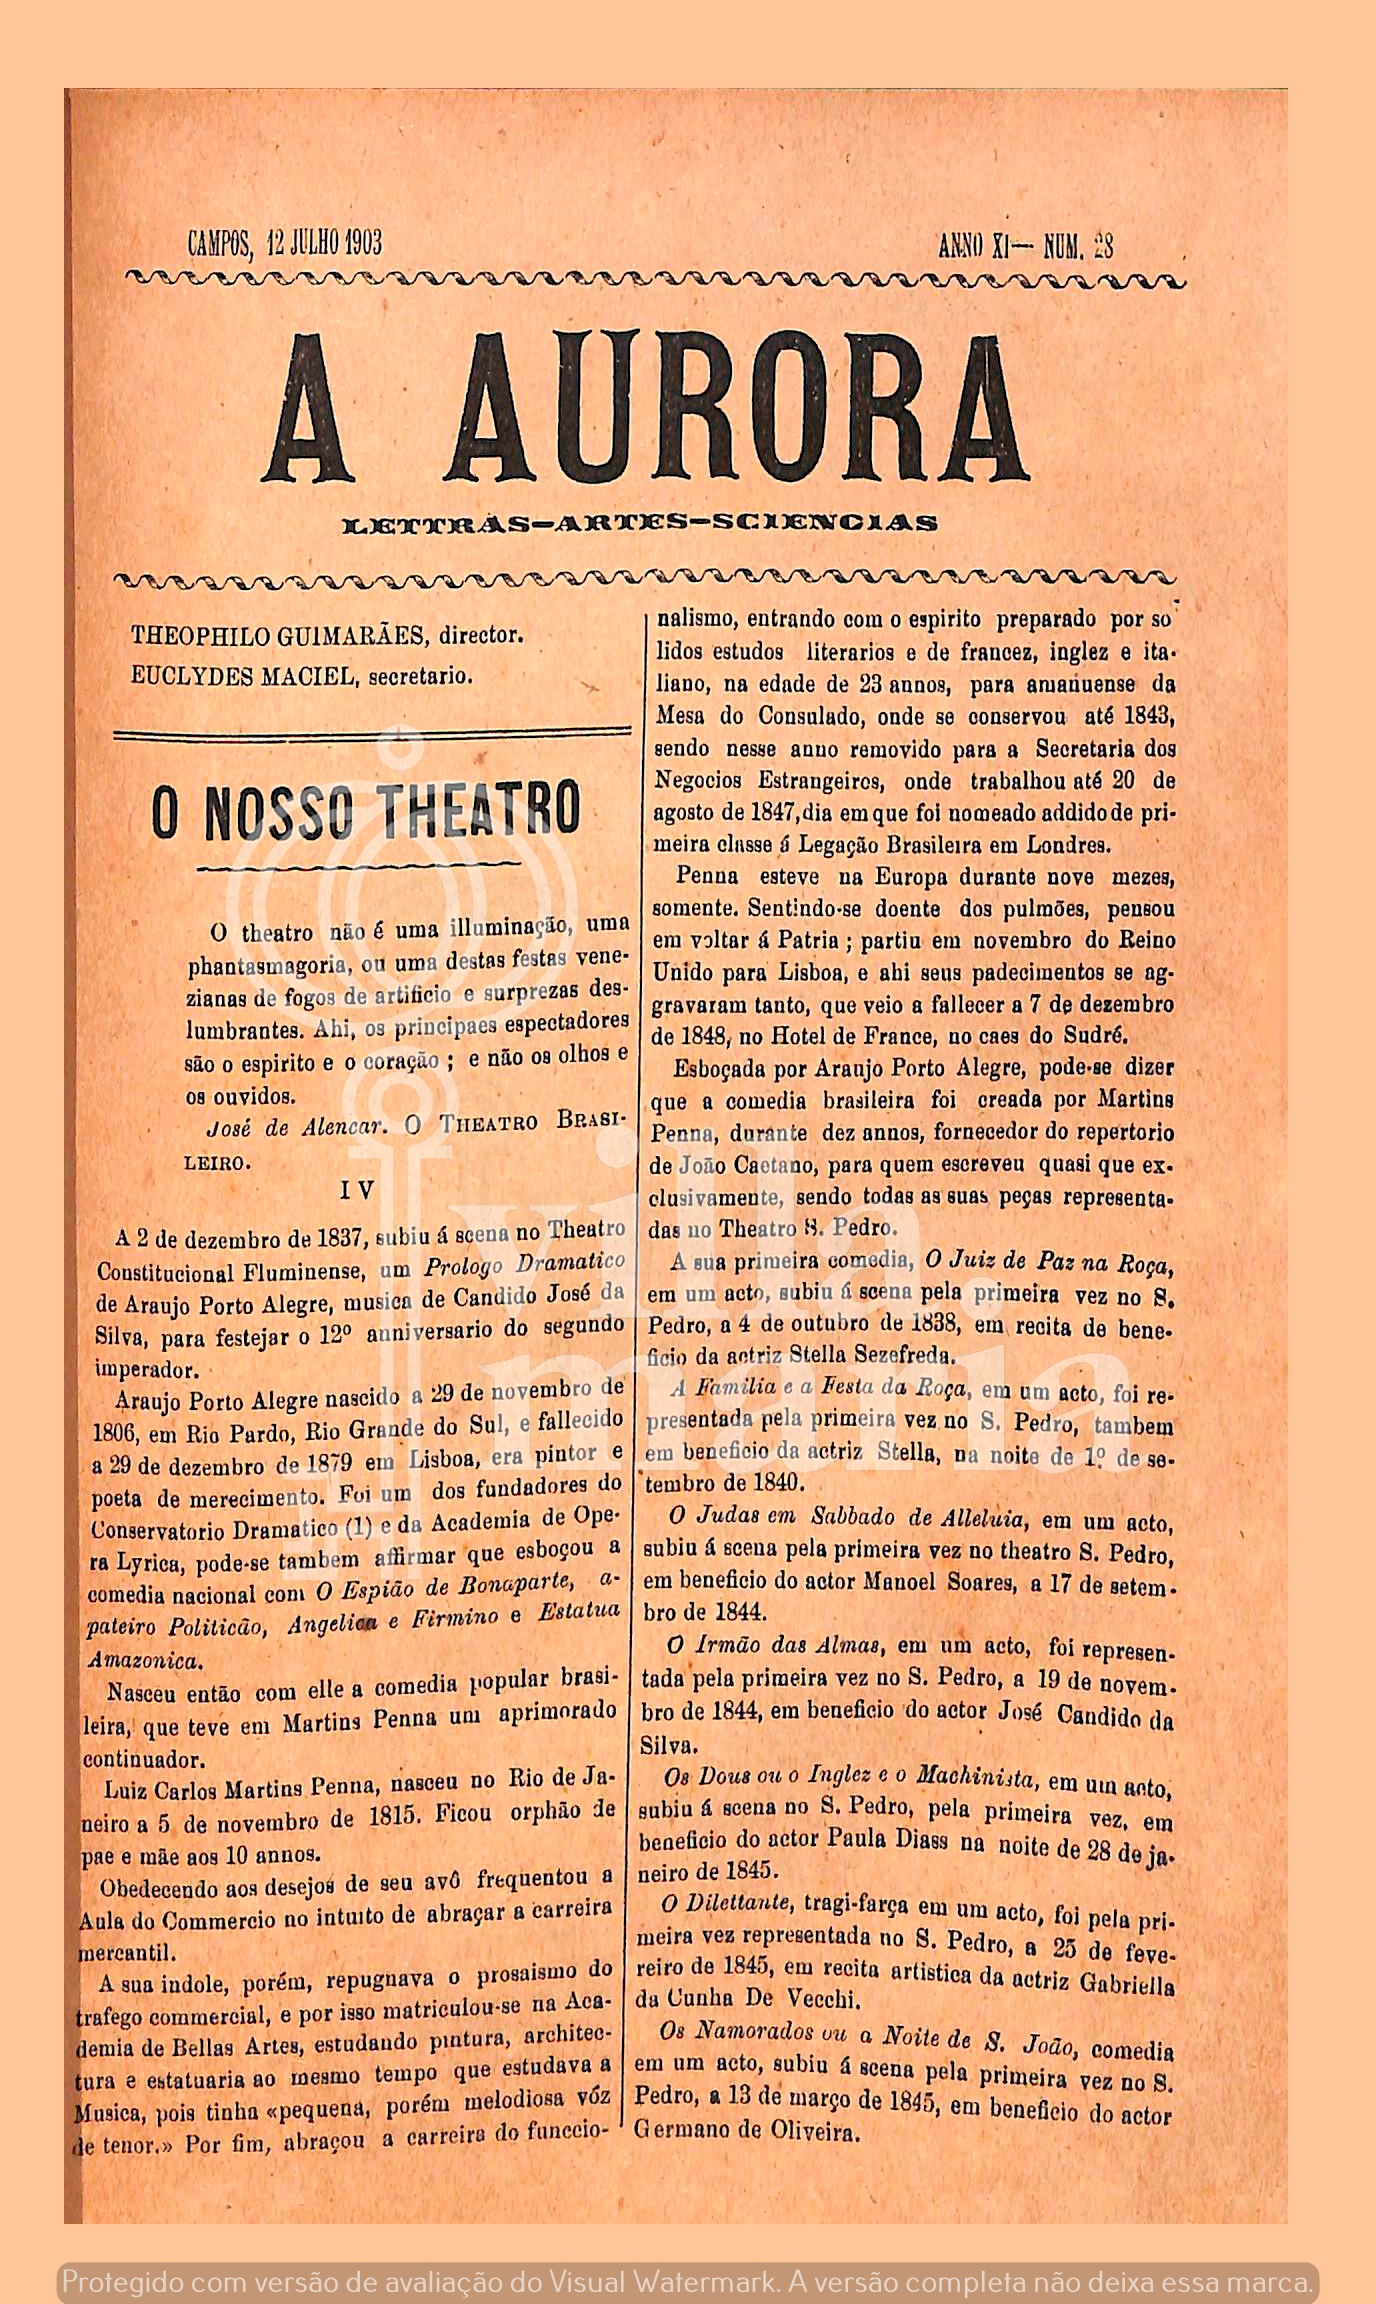 CAMPOS, 12 JULHO 1903
ANNO XI— NUM. 28
A AURORA
LETTRAS-ARTES-SCIENCIAS
THEOPHILO GUIMARÃES, director.
EUCLYDES MACIEL, secretario.
O NOSSO THEATRO
O theatro não é uma illuminação, uma
phantasmagoria, ou uma destas festas vene-
zianas de fogos de artificio e surprezas des-
lumbrantes. Ahi, os principaes espectadores
são o espirito e o coração ; e não os olhos e
os ouvidos.
José de Alencar. O THEATRO BRASI-
LEIRO.
IV
A 2 de dezembro de 1837, subiu á scena no Theatro
Constitucional Fluminense, um Prologo Dramatico
de Araujo Porto Alegre, musica de Candido José da
Silva, para festejar o 12º anniversario do segundo
imperador.
Araujo Porto Alegre nascido a 29 de novembro de
1806, em Rio Pardo, Rio Grande do Sul, e fallecido
a 29 de dezembro de 1879 em Lisboa, era pintor e
poeta de merecimento. Foi um dos fundadores do
Conservatorio Dramatico (1) e da Academia de Ope-
ra Lyrica, pode-se tambem affirmar que esboçou a
comedia nacional com O Espião de Bonaparte, a-
pateiro Politicão, Angelica e Firmino e Estatua
Amazonica.
Nasceu então com elle a comedia popular brasi-
leira, que teve em Martins Penna um aprimorado
continuador.
Luiz Carlos Martins Penna, nasceu no Rio de Ja-
neiro a 5 de novembro de 1815. Ficou orphão de
pae e mãe aos 10 annos.
Obedecendo aos desejos de seu avô frequentou a
Aula do Commercio no intuito de abraçar a carreira
mercantil.
A sua indole, porém, repugnava o prosaismo do
trafego commercial, e por isso matriculou-se na Aca-
demia de Bellas Artes, estudando pintura, architec-
tura e estatuaria ao mesmo tempo que estudava a
Musica, pois tinha «pequena, porém melodiosa vóz
de tenor.» Por fim, abraçou a carreira do funccio-
nalismo, entrando com o espirito preparado por so
lidos estudos literarios e de francez, inglez e ita-
liano, na edade de 23 annos, para amanuense da
Mesa do Consulado, onde se conservou até 1843,
sendo nesse anno removido para a Secretaria dos
Negocios Estrangeiros, onde trabalhou até 20 de
agosto de 1847,dia em que foi nomeado addido de pri-
meira classe á Legação Brasileira em Londres.
Penna esteve na Europa durante nove mezes,
somente. Sentindo-se doente dos pulmões, pensou
em voltar á Patria ; partiu em novembro do Reino
Unido para Lisboa, e ahi seus padecimentos se ag-
gravaram tanto, que veio a fallecer a 7 de dezembro
de 1848, no Hotel de France, no caes do Sudré.
Esboçada por Araujo Porto Alegre, pode-se dizer
que a comedia brasileira foi creada por Martins
Penna, durante dez annos, fornecedor do repertorio
de João Caetano, para quem escreveu quasi que ex-
clusivamente, sendo todas as suas peças representa-
das no Theatro S. Pedro.
A sua primeira comedia, O Juiz de Paz na Roça,
em um acto, subiu á scena pela primeira vez no S.
Pedro, a 4 de outubro de 1838, em recita de bene-
ficio da actriz Stella Sezefreda.
A Familia e a Festa da Roça, em um acto, foi re-
presentada pela primeira vez no S. Pedro, tambem
em beneficio da actriz Stella, na noite de 1º de se-
tembro de 1840.
O Judas em Sabbado de Alleluia, em um acto,
subiu á scena pela primeira vez no theatro S. Pedro,
em beneficio do actor Manoel Soares, a 17 de setem-
bro de 1844.
O Irmão das Almas, em um acto, foi represen-
tada pela primeira vez no S. Pedro, a 19 de novem-
bro de 1844, em beneficio do actor José Candido da
Silva.
Os Dous ou o Inglez e o Machinista, em um acto,
subiu á scena no S. Pedro, pela primeira vez, em
beneficio do actor Paula Diass na noite de 28 de ja-
neiro de 1845.
O Dilettante, tragi-farça em um acto, foi pela pri-
meira vez representada no S. Pedro, a 25 de feve-
reiro de 1845, em recita artistica da actriz Gabriella
da Cunha De Vecchi.
Os Namorados ou a Noite de S. João, comedia
em um acto, subiu á scena pela primeira vez no S.
Pedro, a 13 de março de 1845, em beneficio do actor
Germano de Oliveira.
villa.
maria
Protegido com versão de avaliação do Visual Watermark. A versão completa não deixa essa marca.